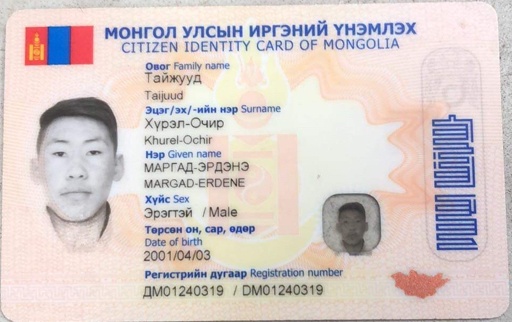 МОНГОЛ УЛСЫН ИРГЭНИЙ ҮНЭМЛЭХ
CITIZEN IDENTITY CARD OF MONGOLIA
Овог Family name
Тайжууд
Taijuud
Эцэг/эх/-ийн нэр Surname
Хүрэл-Очир
Khurel-Ochir
Нэр Given name
МАРГАД-ЭРДЭНЭ
MARGAD-ERDENE
Хүйс Sex
Эрэгтэй / Male
Төрсөн он, сар, өдөр
Date of birth
2001/04/03
Регистрийн дугаар Registration number
ДМ01240319 / DM01240319